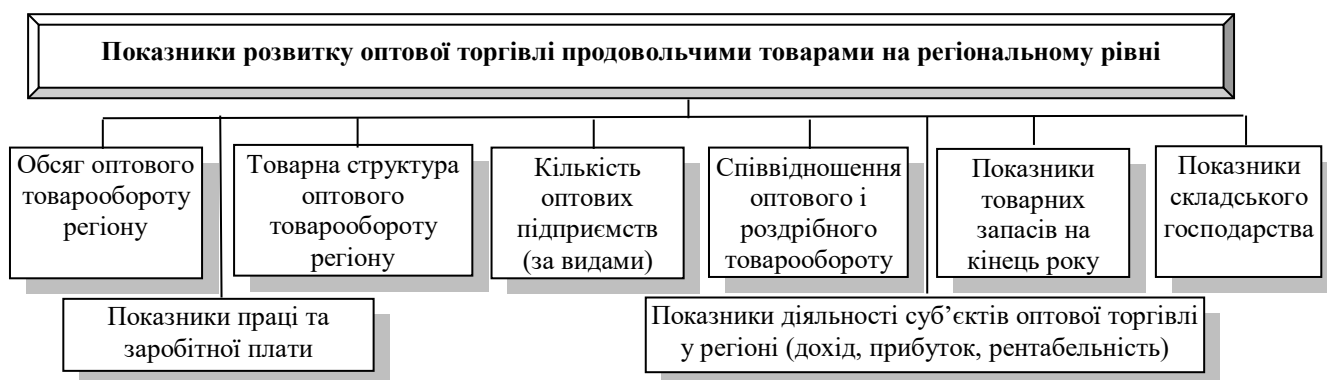 Показники розвитку оптової торгівлі продовольчими товарами на регіональному рівні
Обсяг оптового
товарообороту
регіону
Товарна структура
оптового
товарообороту
регіону
Кількість
оптових
підприємств
(за видами)
Співвідношення
оптового і
роздрібного
товарообороту
Показники
товарних
запасів на
кінець року
Показники
складського
господарства
Показники праці та
заробітної плати
Показники діяльності суб’єктів оптової торгівлі
у регіоні (дохід, прибуток, рентабельність)